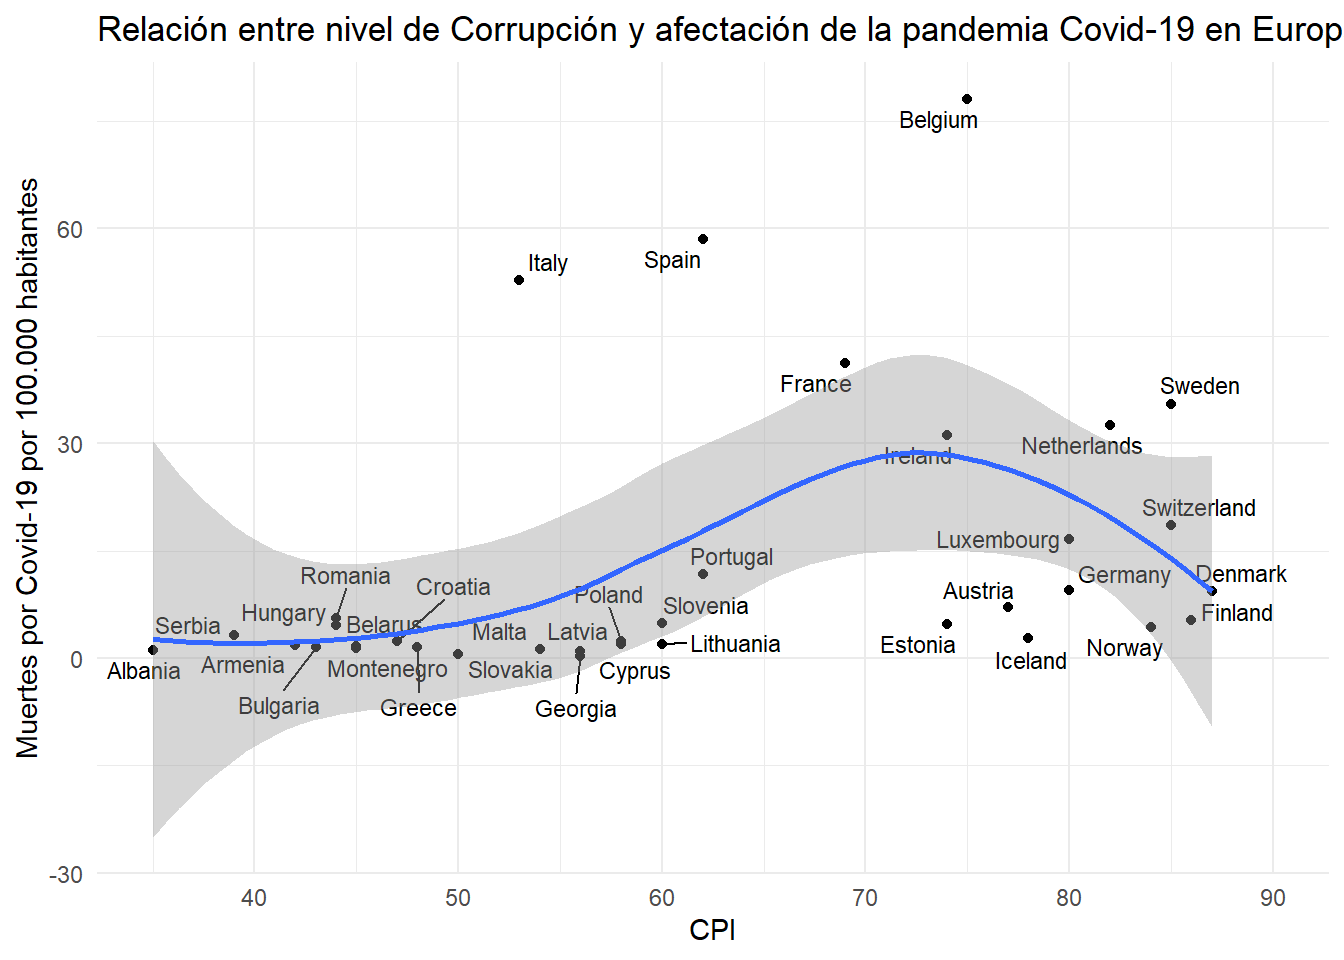 Relación entre nivel de Corrupción y afectación de la pandemia Covid-19 en Europ
Muertes por Covid-19 por 100.000 habitantes
60
30
0
-30
Belgium
Italy
Spain
France
Sweden
Netherlands
Ireland
Switzerland
Luxembourg
Portugal
Romania
Croatia
Germany
Denmark
Austria
Poland
Slovenia
Hungary
Finland
Serbia
Belarus
Malta
Latvia
Lithuania
Estonia
Norway
Iceland
Armenia
Albania
Montenegro
Slovakia
Cyprus
Bulgaria
Greece
Georgia
40
50
60
70
80
90
CPI